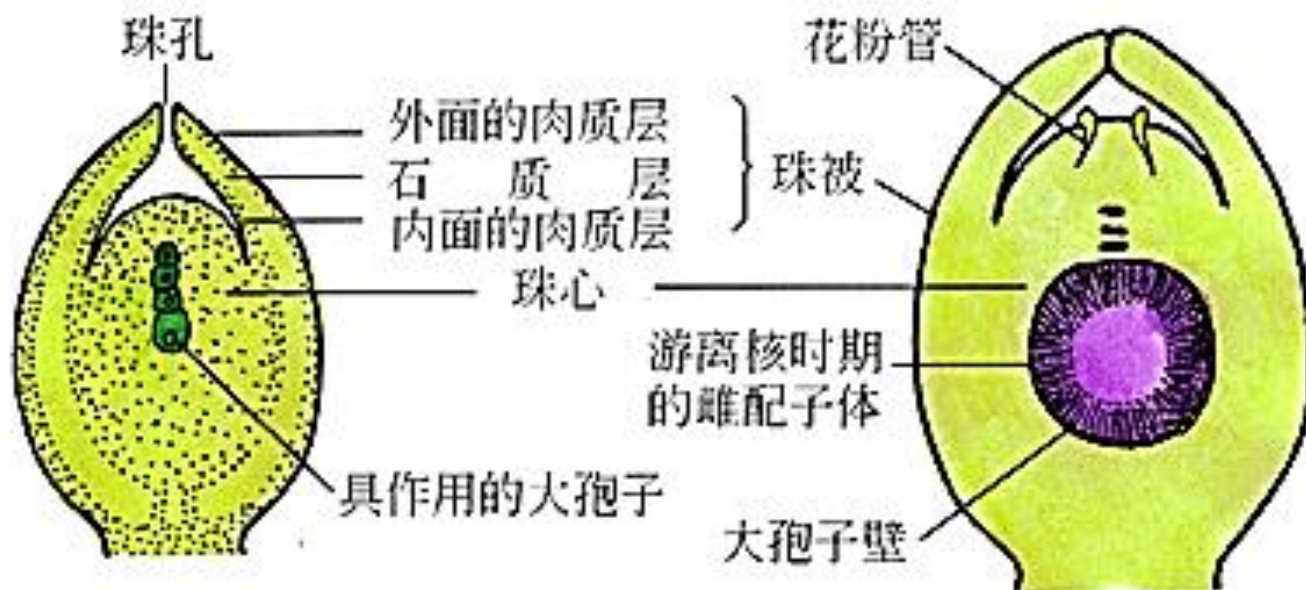 珠孔
花粉管
外面的肉质层
石质层
内面的肉质层
珠被
珠心
游离核时期
的雌配子体
具作用的大孢子
大孢子壁